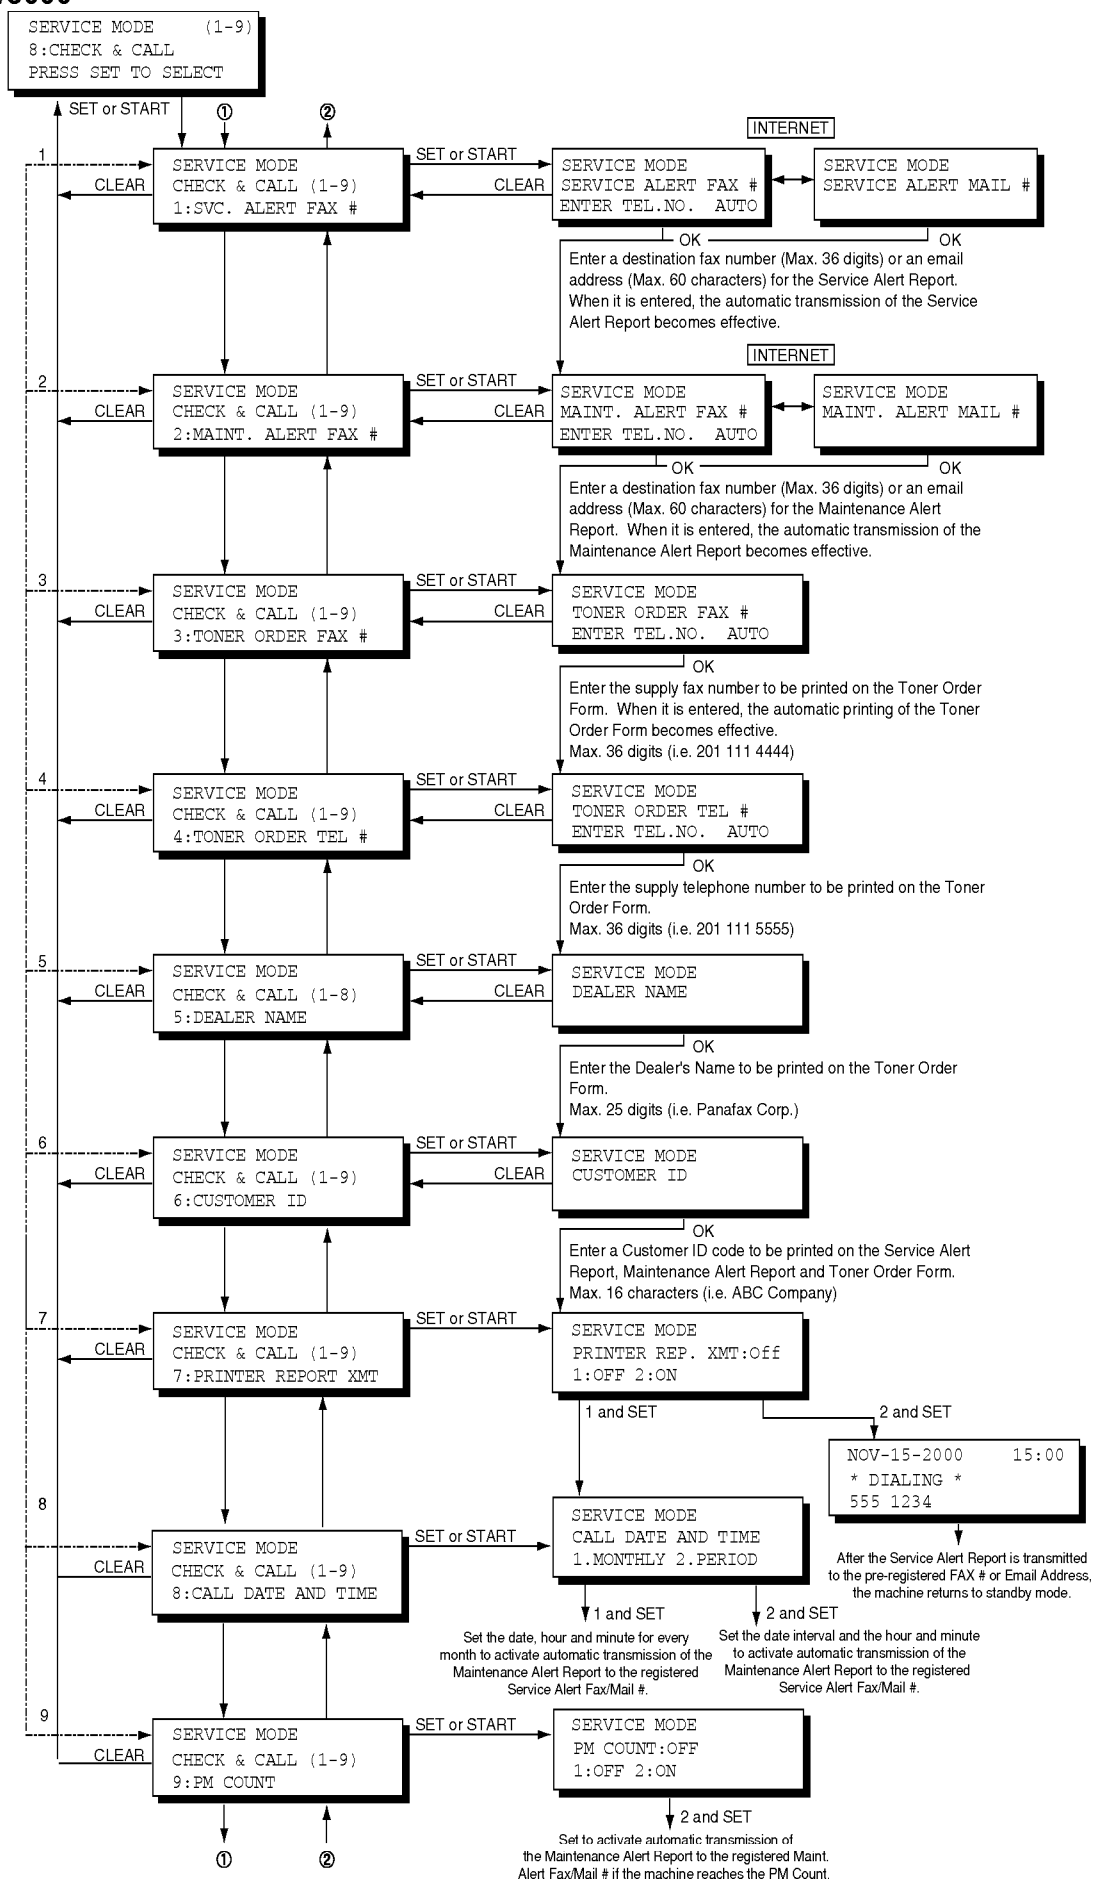 SERVICE MODE (1-9)
8:CHECK & CALL
PRESS SET TO SELECT
SET or START
①
②
INTERNET
1
SERVICE MODE
CHECK & CALL (1-9)
1:SVC. ALERT FAX #
CLEAR
SET or START
CLEAR
SERVICE MODE
SERVICE ALERT FAX #
ENTER TEL.NO. AUTO
SERVICE MODE
SERVICE ALERT MAIL #
OK
OK
Enter a destination fax number (Max. 36 digits) or an email
address (Max. 60 characters) for the Service Alert Report.
When it is entered, the automatic transmission of the Service
Alert Report becomes effective.
INTERNET
2
SERVICE MODE
CHECK & CALL (1-9)
2:MAINT. ALERT FAX #
CLEAR
SET or START
CLEAR
SERVICE MODE
MAINT. ALERT FAX #
ENTER TEL.NO. AUTO
SERVICE MODE
MAINT. ALERT MAIL #
OK
OK
Enter a destination fax number (Max. 36 digits) or an email
address (Max. 60 characters) for the Maintenance Alert
Report. When it is entered, the automatic transmission of the
Maintenance Alert Report becomes effective.
3
SERVICE MODE
CHECK & CALL (1-9)
3:TONER ORDER FAX #
CLEAR
SET or START
CLEAR
SERVICE MODE
TONER ORDER FAX #
ENTER TEL.NO. AUTO
OK
Enter the supply fax number to be printed on the Toner Order
Form. When it is entered, the automatic printing of the Toner
Order Form becomes effective.
Max. 36 digits (i.e. 201 111 4444)
4
SERVICE MODE
CHECK & CALL (1-9)
4:TONER ORDER TEL #
CLEAR
SET or START
CLEAR
SERVICE MODE
TONER ORDER TEL #
ENTER TEL.NO. AUTO
OK
Enter the supply telephone number to be printed on the Toner
Order Form.
Max. 36 digits (i.e. 201 111 5555)
5
SERVICE MODE
CHECK & CALL (1-8)
5:DEALER NAME
CLEAR
SET or START
CLEAR
SERVICE MODE
DEALER NAME
OK
Enter the Dealer's Name to be printed on the Toner Order
Form.
Max. 25 digits (i.e. Panafax Corp.)
6
SERVICE MODE
CHECK & CALL (1-9)
6:CUSTOMER ID
CLEAR
SET or START
CLEAR
SERVICE MODE
CUSTOMER ID
OK
Enter a Customer ID code to be printed on the Service Alert
Report, Maintenance Alert Report and Toner Order Form.
Max. 16 characters (i.e. ABC Company)
7
SERVICE MODE
CHECK & CALL (1-9)
7:PRINTER REPORT XMT
CLEAR
SET or START
SERVICE MODE
PRINTER REP. XMT:Off
1:OFF 2:ON
1 and SET
2 and SET
NOV-15-2000 15:00
* DIALING *
555 1234
After the Service Alert Report is transmitted
to the pre-registered FAX # or Email Address,
the machine returns to standby mode.
8
SERVICE MODE
CHECK & CALL (1-9)
8:CALL DATE AND TIME
CLEAR
SET or START
SERVICE MODE
CALL DATE AND TIME
1.MONTHLY 2.PERIOD
1 and SET
Set the date, hour and minute for every
month to activate automatic transmission of the
Maintenance Alert Report to the registered
Service Alert Fax/Mail #.
2 and SET
Set the date interval and the hour and minute
to activate automatic transmission of the
Maintenance Alert Report to the registered
Service Alert Fax/Mail #.
9
SERVICE MODE
CHECK & CALL (1-9)
9:PM COUNT
CLEAR
SET or START
SERVICE MODE
PM COUNT:OFF
1:OFF 2:ON
2 and SET
Set to activate automatic transmission of
the Maintenance Alert Report to the registered Maint.
Alert Fax/Mail # if the machine reaches the PM Count.
①
②